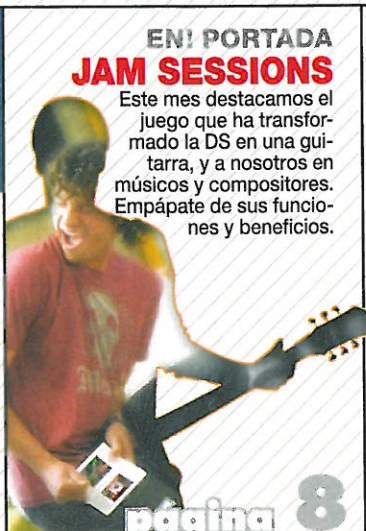 EN! PORTADA
JAM SESSIONS
Este mes destacamos el
juego que ha transfor-
mado la DS en una gui-
tarra, y a nosotros en
músicos y compositores.
Empápate de sus funcio-
nes y beneficios.
página 8